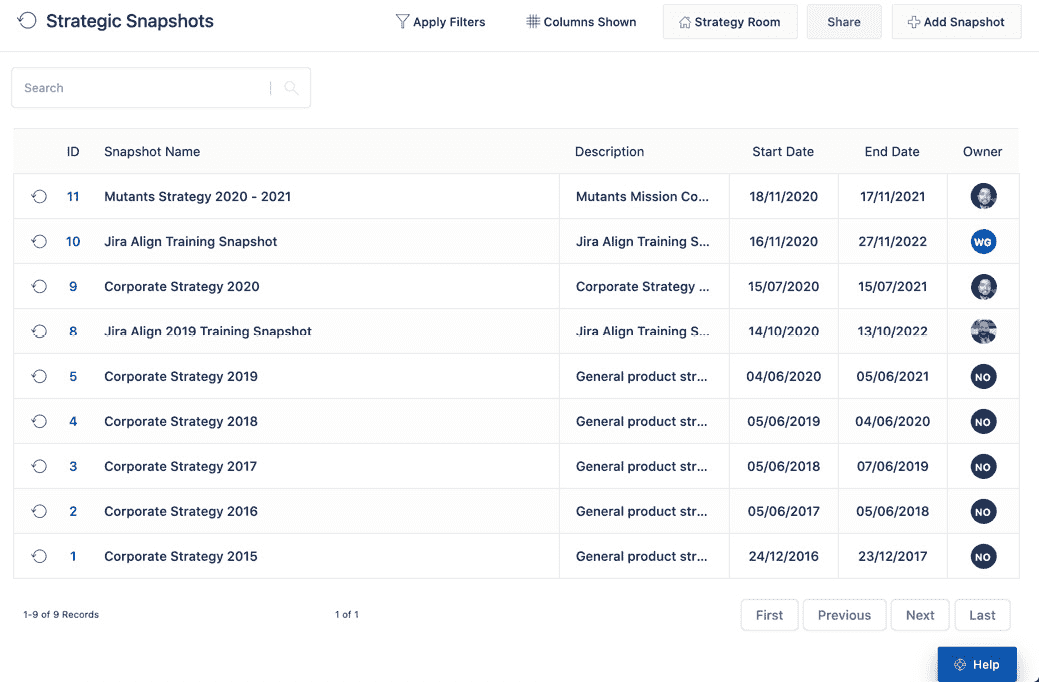 Strategic Snapshots Apply Filters Columns Shown Strategy Room Share Add Snapshot
Search
ID Snapshot Name Description Start Date End Date Owner
11 Mutants Strategy 2020 - 2021 Mutants Mission Co... 18/11/2020 17/11/2021
10 Jira Align Training Snapshot Jira Align Training S... 16/11/2020 27/11/2022 WG
9 Corporate Strategy 2020 Corporate Strategy ... 15/07/2020 15/07/2021
8 Jira Align 2019 Training Snapshot Jira Align Training S... 14/10/2020 13/10/2022
5 Corporate Strategy 2019 General product str... 04/06/2020 05/06/2021 NO
4 Corporate Strategy 2018 General product str... 05/06/2019 04/06/2020 NO
3 Corporate Strategy 2017 General product str... 05/06/2018 07/06/2019 NO
2 Corporate Strategy 2016 General product str... 05/06/2017 05/06/2018 NO
1 Corporate Strategy 2015 General product str... 24/12/2016 23/12/2017 NO
1-9 of 9 Records 1 of 1 First Previous Next Last
Help